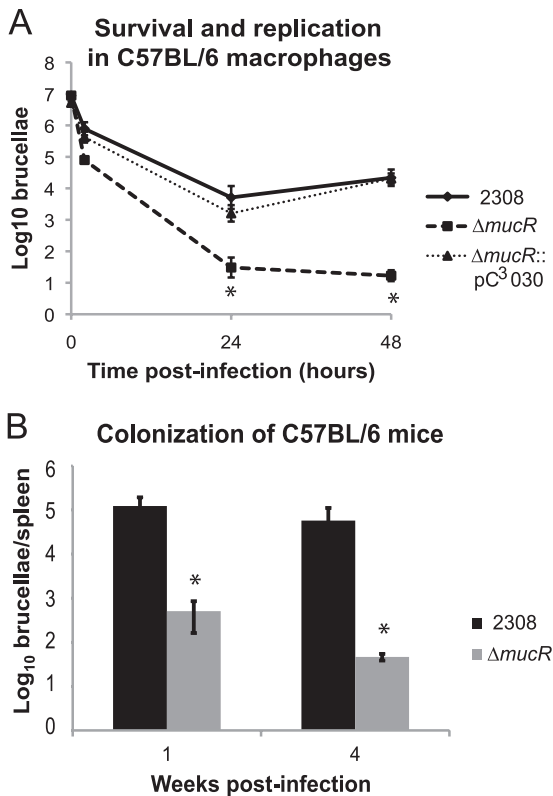 A
Survival and replication
in C57BL/6 macrophages
8
7
6
5
4
3
2
1
0
Log10 brucellae
*
*
0
24
48
Time post-infection (hours)
2308
ΔmucR
ΔmucR::
pC³030
B
Colonization of C57BL/6 mice
6
5
4
3
2
1
0
Log₁₀ brucellae/spleen
*
*
1
4
Weeks post-infection
2308
ΔmucR